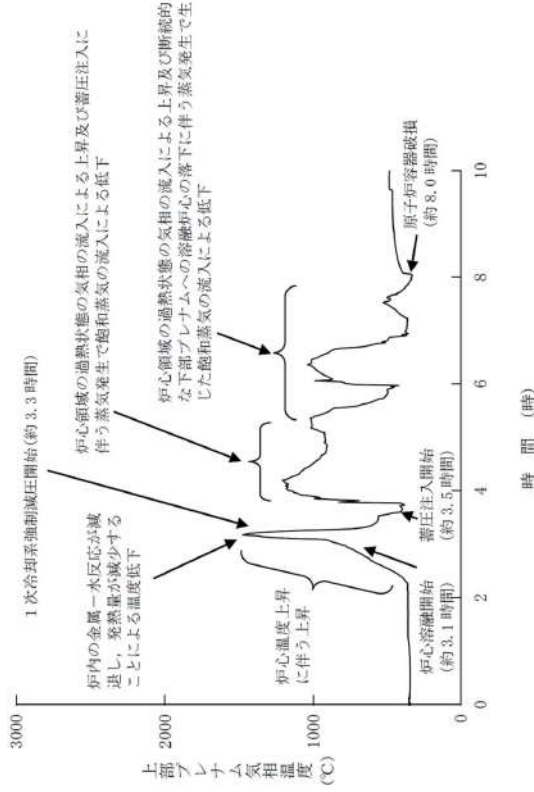 1次冷却系強制減圧開始(約3.3時間)
炉心領域の過熱状態の気相の流入による上昇及び蓄圧注入に
伴う蒸気発生で飽和蒸気の流入による低下
炉心領域の過熱状態の気相の流入による上昇及び断続的
な下部プレナムへの溶融炉心の落下に伴う蒸気発生で生
じた飽和蒸気の流入による低下
炉内の金属－水反応が減
退し，発熱量が減少する
ことによる温度低下
炉心温度上昇
に伴う上昇
炉心溶融開始
(約3.1時間)
蓄圧注入開始
(約3.5時間)
原子炉容器破損
(約8.0時間)
上部プレナム気相温度
(℃)
3000
2000
1000
0
0
2
4
6
8
10
時　間　(時)